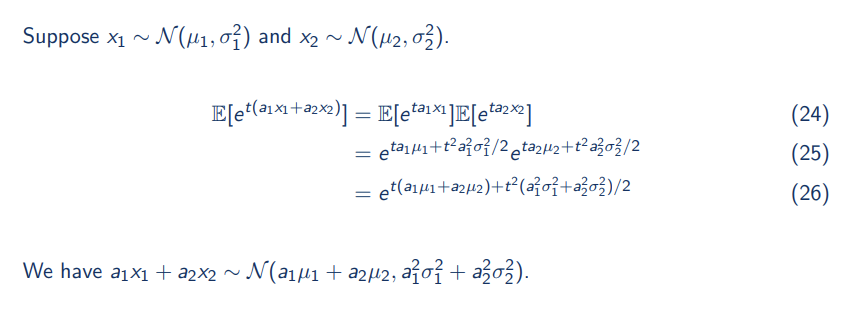 Suppose x₁ ∼ 𝒩(μ₁, σ₁²) and x₂ ∼ 𝒩(μ₂, σ₂²).
𝔼[e^{t(a₁x₁+a₂x₂)}] = 𝔼[e^{ta₁x₁}]𝔼[e^{ta₂x₂}] (24)
= e^{ta₁μ₁+t²a₁²σ₁²/2} e^{ta₂μ₂+t²a₂²σ₂²/2} (25)
= e^{t(a₁μ₁+a₂μ₂)+t²(a₁²σ₁²+a₂²σ₂²)/2} (26)
We have a₁x₁ + a₂x₂ ∼ 𝒩(a₁μ₁ + a₂μ₂, a₁²σ₁² + a₂²σ₂²).